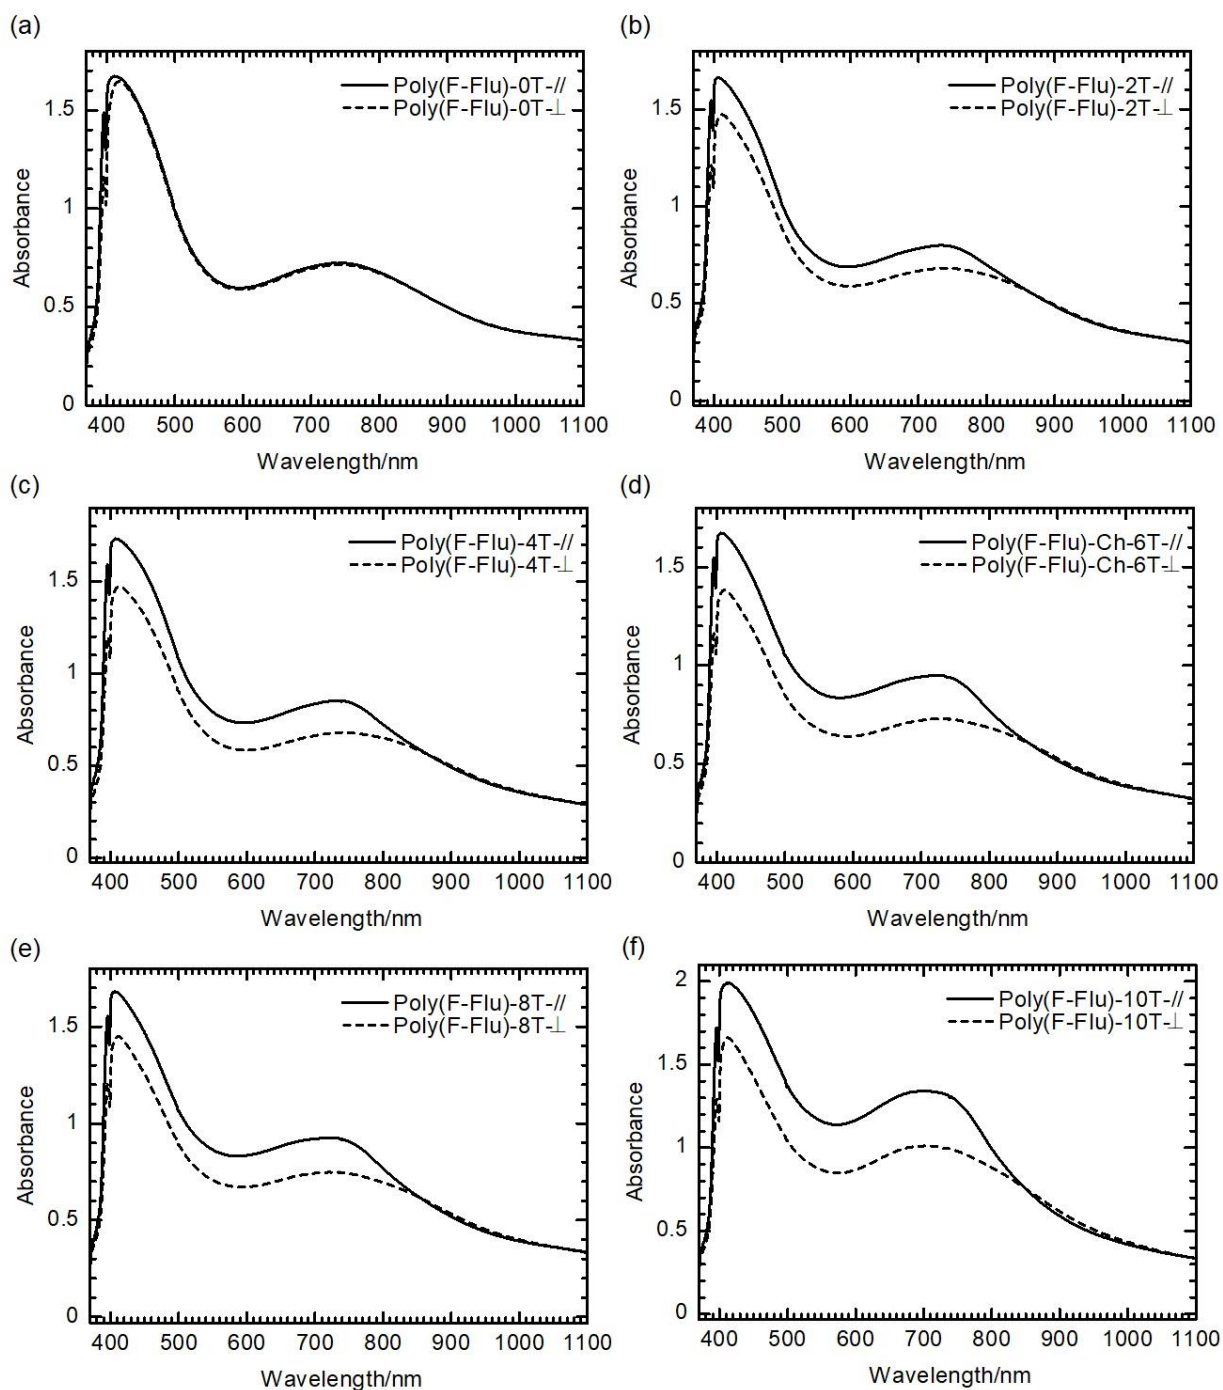 (a)
Poly(F-Flu)-0T-//
Poly(F-Flu)-0T-⊥
Absorbance
1.5
1
0.5
0
400 500 600 700 800 900 1000 1100
Wavelength/nm
(b)
Poly(F-Flu)-2T-//
Poly(F-Flu)-2T-⊥
Absorbance
1.5
1
0.5
0
400 500 600 700 800 900 1000 1100
Wavelength/nm
(c)
Poly(F-Flu)-4T-//
Poly(F-Flu)-4T-⊥
Absorbance
1.5
1
0.5
0
400 500 600 700 800 900 1000 1100
Wavelength/nm
(d)
Poly(F-Flu)-Ch-6T-//
Poly(F-Flu)-Ch-6T-⊥
Absorbance
1.5
1
0.5
0
400 500 600 700 800 900 1000 1100
Wavelength/nm
(e)
Poly(F-Flu)-8T-//
Poly(F-Flu)-8T-⊥
Absorbance
1.5
1
0.5
0
400 500 600 700 800 900 1000 1100
Wavelength/nm
(f)
Poly(F-Flu)-10T-//
Poly(F-Flu)-10T-⊥
Absorbance
2
1.5
1
0.5
0
400 500 600 700 800 900 1000 1100
Wavelength/nm